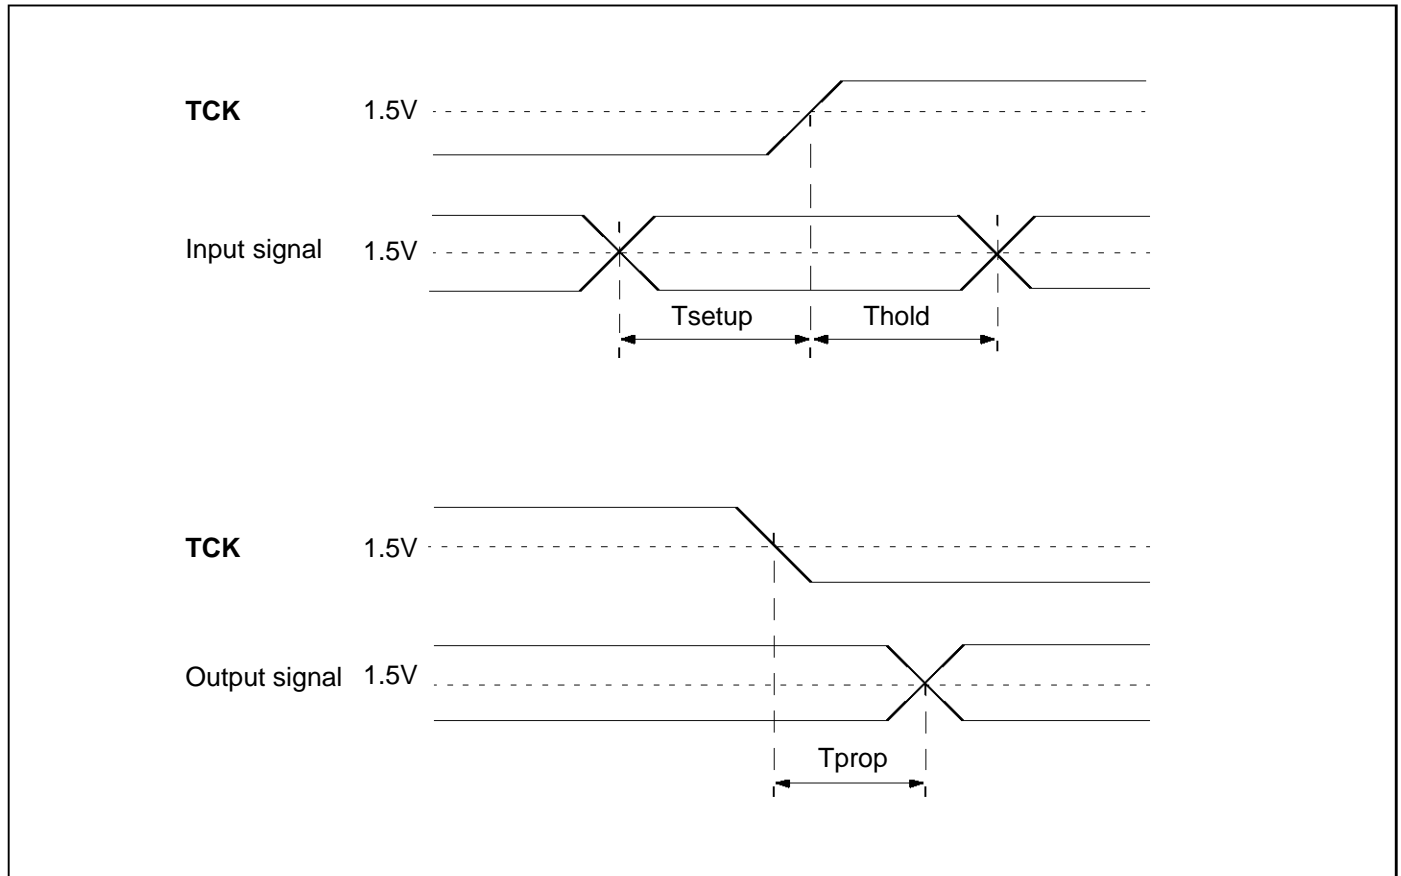 TCK 1.5V
Input signal 1.5V
Tsetup Thold
TCK 1.5V
Output signal 1.5V
Tprop